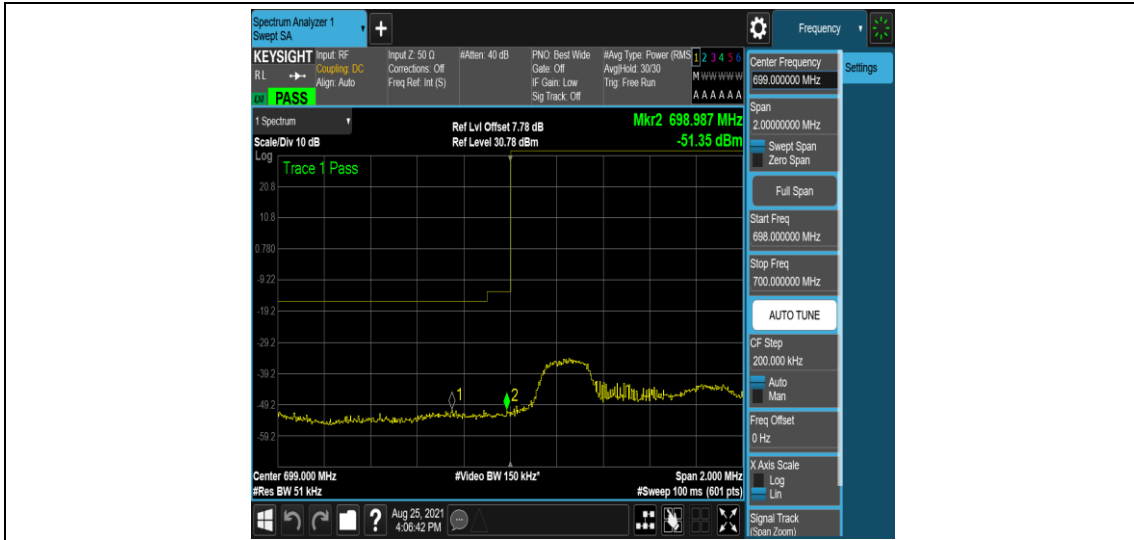 Spectrum Analyzer 1
Swept SA
+
Frequency
KEYSIGHT
RL
LXI PASS
Input: RF
Coupling: DC
Align: Auto
Input Z: 50 Ω
Corrections: Off
Freq Ref: Int (S)
#Atten: 40 dB
PNO: Best Wide
Gate: Off
IF Gain: Low
Sig Track: Off
#Avg Type: Power (RMS
Avg|Hold: 30/30
Trig: Free Run
1 2 3 4 5 6
M W W W W W
A A A A A A
1 Spectrum
Scale/Div 10 dB
Ref Lvl Offset 7.78 dB
Ref Level 30.78 dBm
Mkr2 698.987 MHz
-51.35 dBm
Log
Trace 1 Pass
20.8
10.8
0.780
-9.22
-19.2
-29.2
-39.2
-49.2
-59.2
1
2
Center 699.000 MHz
#Res BW 51 kHz
#Video BW 150 kHz*
Span 2.000 MHz
#Sweep 100 ms (601 pts)
Center Frequency
699.000000 MHz
Settings
Span
2.00000000 MHz
Swept Span
Zero Span
Full Span
Start Freq
698.000000 MHz
Stop Freq
700.000000 MHz
AUTO TUNE
CF Step
200.000 kHz
Auto
Man
Freq Offset
0 Hz
X Axis Scale
Log
Lin
Signal Track
(Span Zoom)
?
Aug 25, 2021
4:06:42 PM